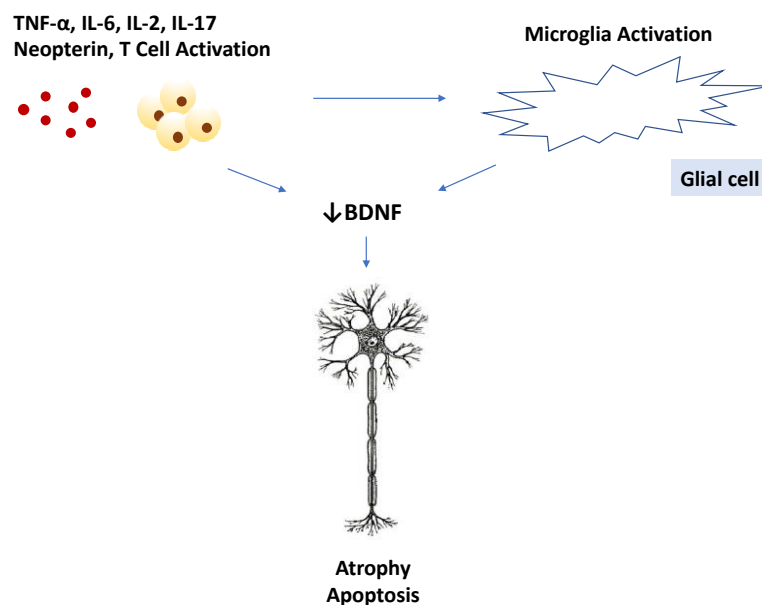 TNF-α, IL-6, IL-2, IL-17
Neopterin, T Cell Activation
Microglia Activation
Glial cell
↓BDNF
Atrophy
Apoptosis